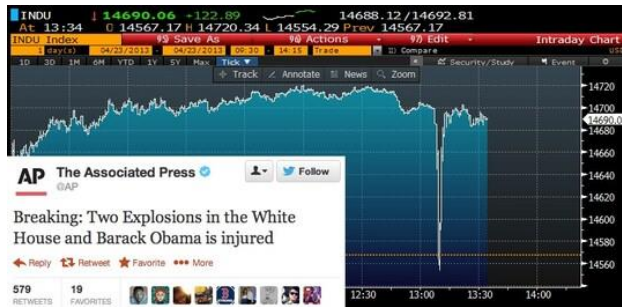 INDU ↓ 14690.06 +122.89 14688.12/14692.81
At 13:34 O 14567.17 H 14720.34 L 14554.29 Prev 14567.17
INDU Index 95) Save As 96) Actions 97) Edit Intraday Chart
1 day(s) 04/23/2013 - 04/23/2013 09:30 - 14:15 Trade Compare US
1D 3D 1M 6M YTD 1Y 5Y Max Tick ▼ Security/Study Event
Track Annotate News Zoom
14720
14700
14690.0
14680
14660
14640
14620
14600
14580
14560
12:30 13:00 13:30 14:00
AP The Associated Press
@AP
Follow
Breaking: Two Explosions in the White
House and Barack Obama is injured
Reply Retweet Favorite ••• More
579 19
RETWEETS FAVORITES